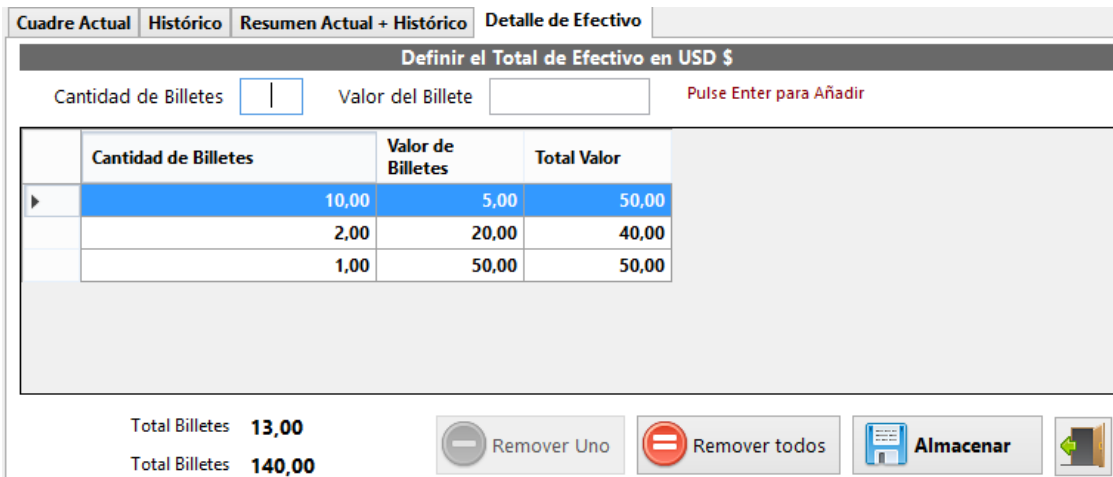 Cuadre Actual Histórico Resumen Actual + Histórico Detalle de Efectivo
Definir el Total de Efectivo en USD $
Cantidad de Billetes Valor del Billete Pulse Enter para Añadir
Cantidad de Billetes Valor de Billetes Total Valor
10,00 5,00 50,00
2,00 20,00 40,00
1,00 50,00 50,00
Total Billetes 13,00
Total Billetes 140,00
Remover Uno Remover todos Almacenar